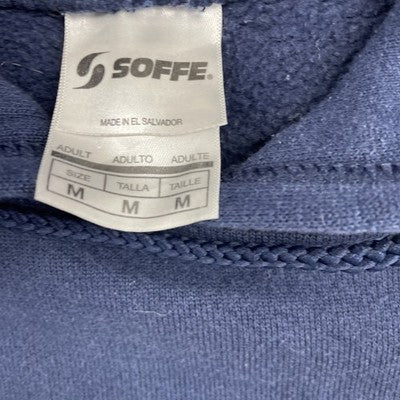 SOFFE®
MADE IN EL SALVADOR
ADULT ADULTO ADULTE
SIZE TALLA TAILLE
M M M